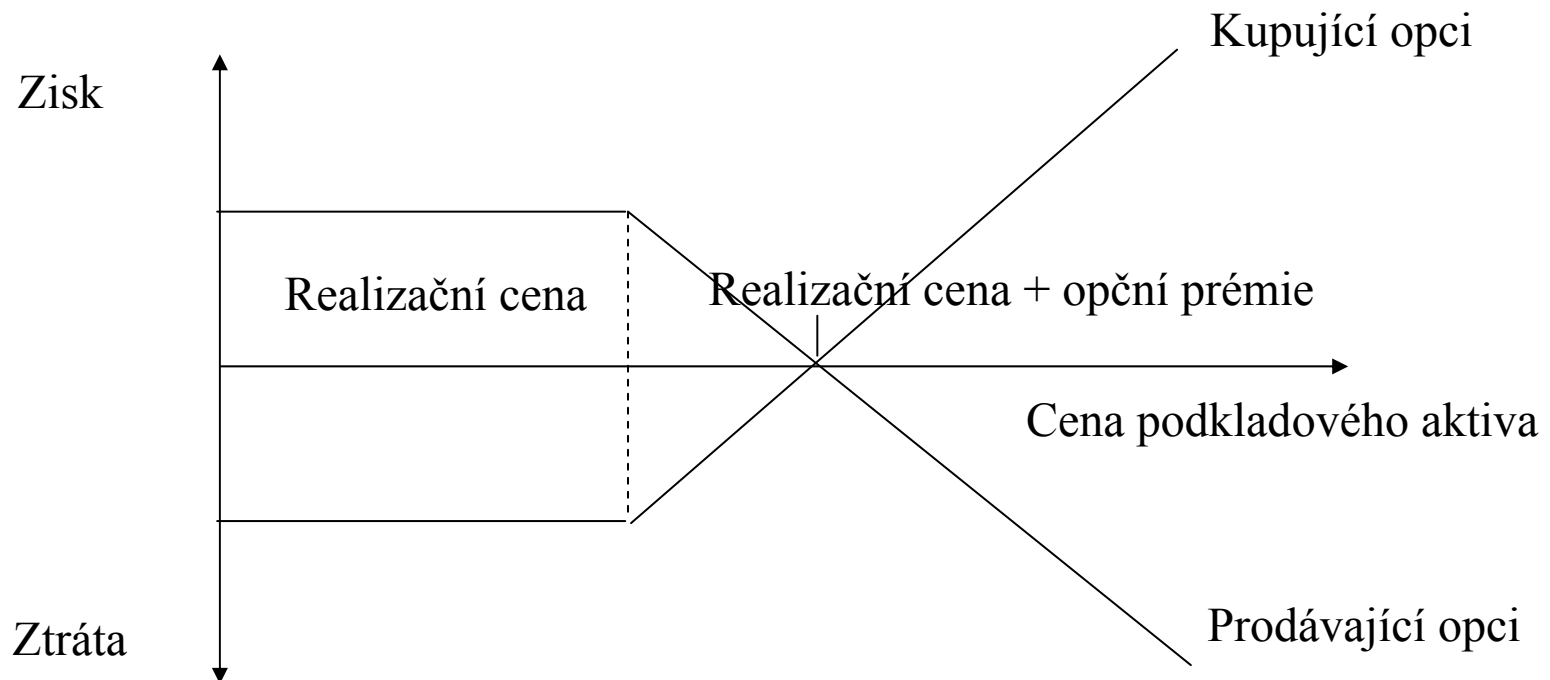 Kupující opci
Zisk
Realizační cena
Realizační cena + opční prémie
Cena podkladového aktiva
Prodávající opci
Ztráta